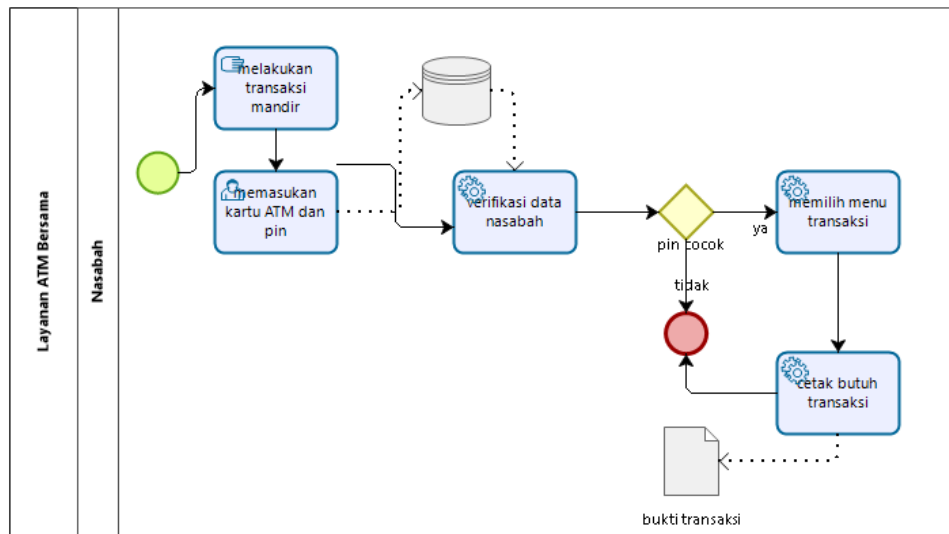 Layanan ATM Bersama
Nasabah
melakukan
transaksi
mandir
memasukan
kartu ATM dan
pin
verifikasi data
nasabah
pin cocok
ya
tidak
memilih menu
transaksi
cetak butuh
transaksi
bukti transaksi